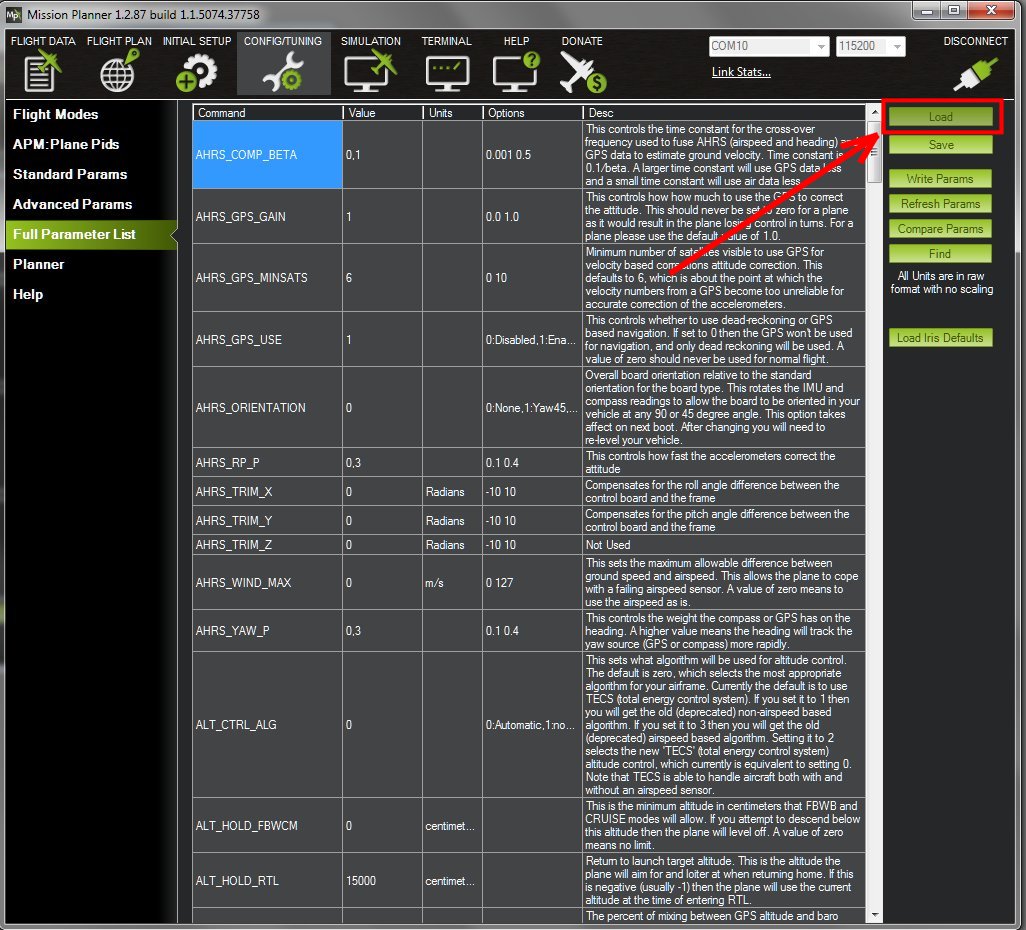 Mission Planner 1.2.87 build 1.1.5074.37758
FLIGHT DATA FLIGHT PLAN INITIAL SETUP CONFIG/TUNING SIMULATION TERMINAL HELP DONATE
COM10 115200 DISCONNECT
Link Stats...
Flight Modes
APM:Plane Pids
Standard Params
Advanced Params
Full Parameter List
Planner
Help
Command Value Units Options Desc
AHRS_COMP_BETA 0,1 0.001 0.5
This controls the time constant for the cross-over
frequency used to fuse AHRS (airspeed and heading) and
GPS data to estimate ground velocity. Time constant is
0.1/beta. A larger time constant will use GPS data less
and a small time constant will use air data less
AHRS_GPS_GAIN 1 0.0 1.0
This controls how how much to use the GPS to correct
the attitude. This should never be set to zero for a plane
as it would result in the plane losing control in turns. For a
plane please use the default value of 1.0.
AHRS_GPS_MINSATS 6 0 10
Minimum number of satellites visible to use GPS for
velocity based corrections attitude correction. This
defaults to 6, which is about the point at which the
velocity numbers from a GPS become too unreliable for
accurate correction of the accelerometers.
AHRS_GPS_USE 1 0:Disabled,1:Ena...
This controls whether to use dead-reckoning or GPS
based navigation. If set to 0 then the GPS won't be used
for navigation, and only dead reckoning will be used. A
value of zero should never be used for normal flight.
AHRS_ORIENTATION 0 0:None,1:Yaw45,...
Overall board orientation relative to the standard
orientation for the board type. This rotates the IMU and
compass readings to allow the board to be oriented in your
vehicle at any 90 or 45 degree angle. This option takes
affect on next boot. After changing you will need to
re-level your vehicle.
AHRS_RP_P 0,3 0.1 0.4
This controls how fast the accelerometers correct the
attitude
AHRS_TRIM_X 0 Radians -10 10
Compensates for the roll angle difference between the
control board and the frame
AHRS_TRIM_Y 0 Radians -10 10
Compensates for the pitch angle difference between the
control board and the frame
AHRS_TRIM_Z 0 Radians -10 10 Not Used
AHRS_WIND_MAX 0 m/s 0 127
This sets the maximum allowable difference between
ground speed and airspeed. This allows the plane to cope
with a failing airspeed sensor. A value of zero means to
use the airspeed as is.
AHRS_YAW_P 0,3 0.1 0.4
This controls the weight the compass or GPS has on the
heading. A higher value means the heading will track the
yaw source (GPS or compass) more rapidly.
ALT_CTRL_ALG 0 0:Automatic,1:no...
This sets what algorithm will be used for altitude control.
The default is zero, which selects the most appropriate
algorithm for your airframe. Currently the default is to use
TECS (total energy control system). If you set it to 1 then
you will get the old (deprecated) non-airspeed based
algorithm. If you set it to 3 then you will get the old
(deprecated) airspeed based algorithm. Setting it to 2
selects the new 'TECS' (total energy control system)
altitude control, which currently is equivalent to setting 0.
Note that TECS is able to handle aircraft both with and
without an airspeed sensor.
ALT_HOLD_FBWCM 0 centimet...
This is the minimum altitude in centimeters that FBWB and
CRUISE modes will allow. If you attempt to descend below
this altitude then the plane will level off. A value of zero
means no limit.
ALT_HOLD_RTL 15000 centimet...
Return to launch target altitude. This is the altitude the
plane will aim for and loiter at when returning home. If this
is negative (usually -1) then the plane will use the current
altitude at the time of entering RTL.
The percent of mixing between GPS altitude and baro
Load
Save
Write Params
Refresh Params
Compare Params
Find
All Units are in raw
format with no scaling
Load Iris Defaults